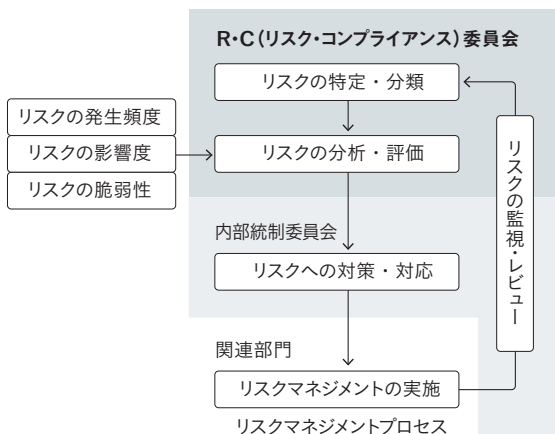 R・C（リスク・コンプライアンス）委員会
リスクの特定・分類
リスクの発生頻度
リスクの影響度
リスクの脆弱性
リスクの分析・評価
内部統制委員会
リスクへの対策・対応
リスクの監視・レビュー
関連部門
リスクマネジメントの実施
リスクマネジメントプロセス